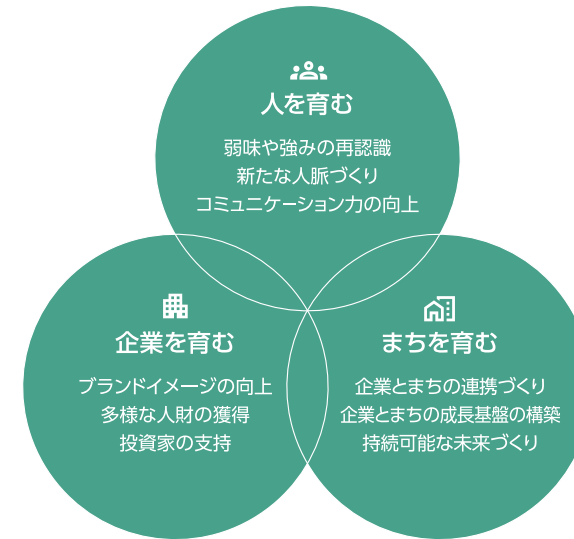 人を育む
弱味や強みの再認識
新たな人脈づくり
コミュニケーション力の向上
企業を育む
ブランドイメージの向上
多様な人財の獲得
投資家の支持
まちを育む
企業とまちの連携づくり
企業とまちの成長基盤の構築
持続可能な未来づくり